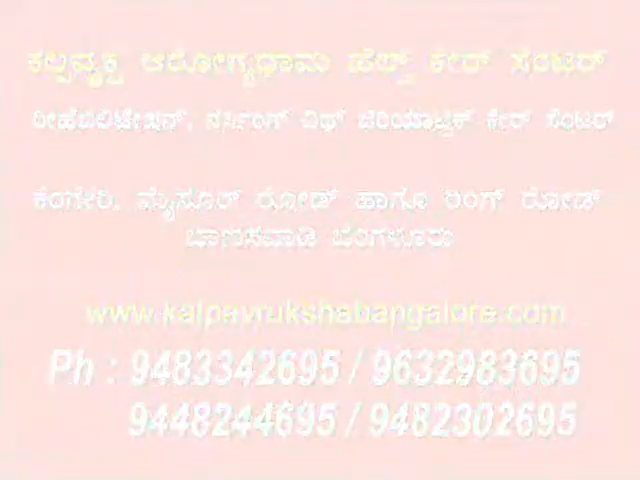 ಕಲ್ಪವೃಕ್ಷ ಆರೋಗ್ಯಧಾಮ ಹೆಲ್ತ್ ಕೇರ್ ಸೆಂಟರ್
ರೀಹೆಬಿಲಿಟೇಷನ್, ನರ್ಸಿಂಗ್ ವಿಥ್ ಜೆರಿಯಾಟ್ರಿಕ್ ಕೇರ್ ಸೆಂಟರ್
ಕೆಂಗೇರಿ, ಮೈಸೂರ್ ರೋಡ್ ಹಾಗೂ ರಿಂಗ್ ರೋಡ್
ಬಾಣಸವಾಡಿ ಬೆಂಗಳೂರು
www.kalpavrukshabangalore.com
Ph : 9483342695 / 9632983695
9448244695 / 9482302695